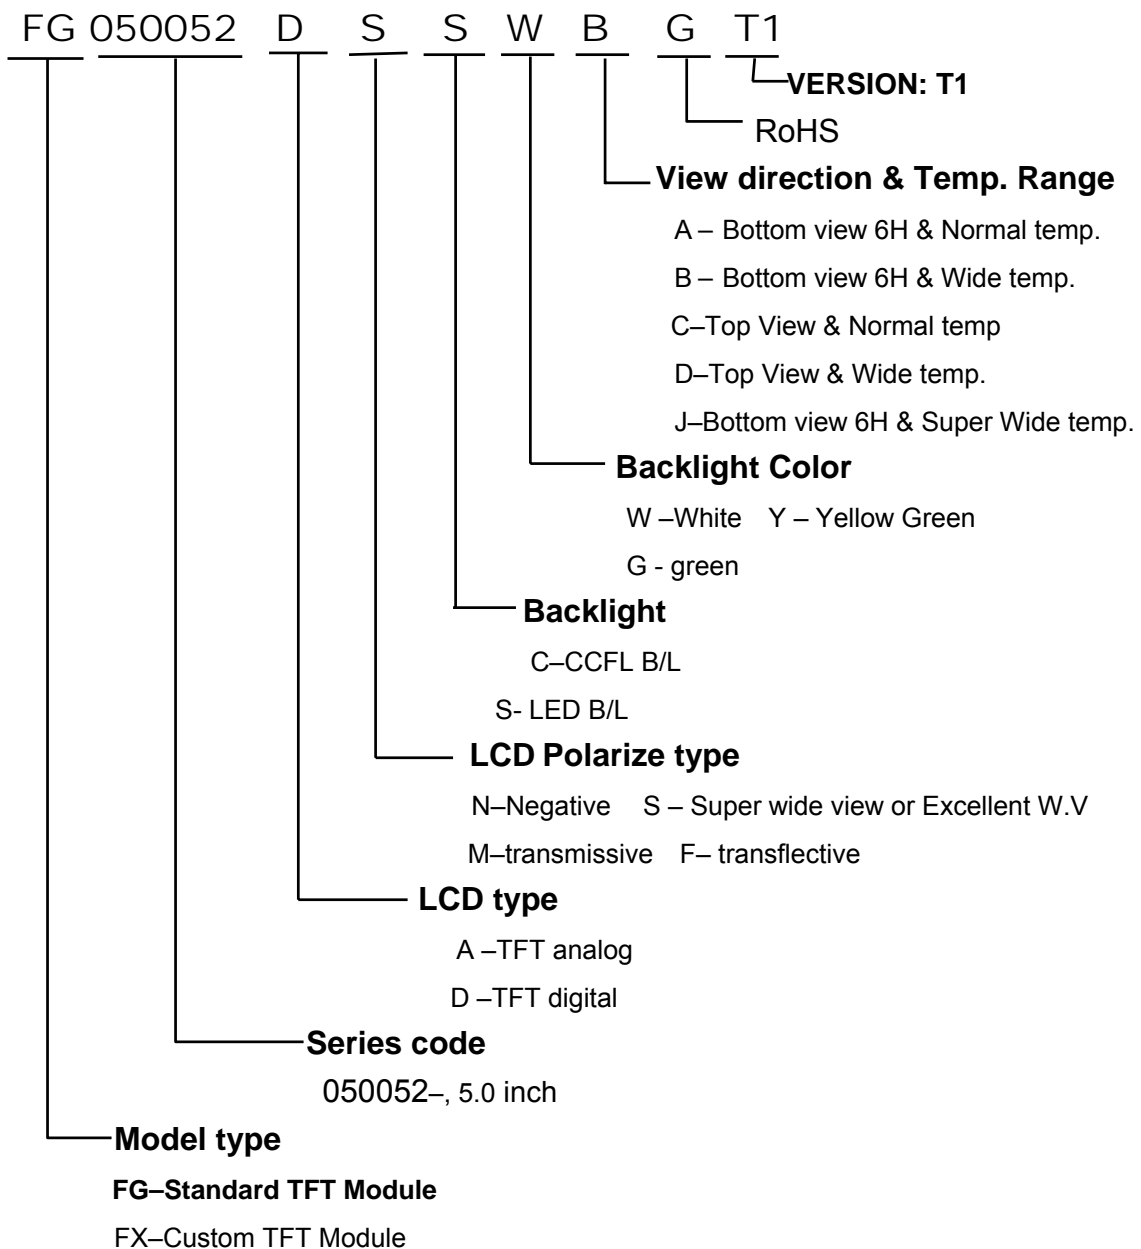 FG 050052 D S S W B G T1
VERSION: T1
RoHS
View direction & Temp. Range
A – Bottom view 6H & Normal temp.
B – Bottom view 6H & Wide temp.
C–Top View & Normal temp
D–Top View & Wide temp.
J–Bottom view 6H & Super Wide temp.
Backlight Color
W –White Y – Yellow Green
G - green
Backlight
C–CCFL B/L
S- LED B/L
LCD Polarize type
N–Negative S – Super wide view or Excellent W.V
M–transmissive F– transflective
LCD type
A –TFT analog
D –TFT digital
Series code
050052–, 5.0 inch
Model type
FG–Standard TFT Module
FX–Custom TFT Module